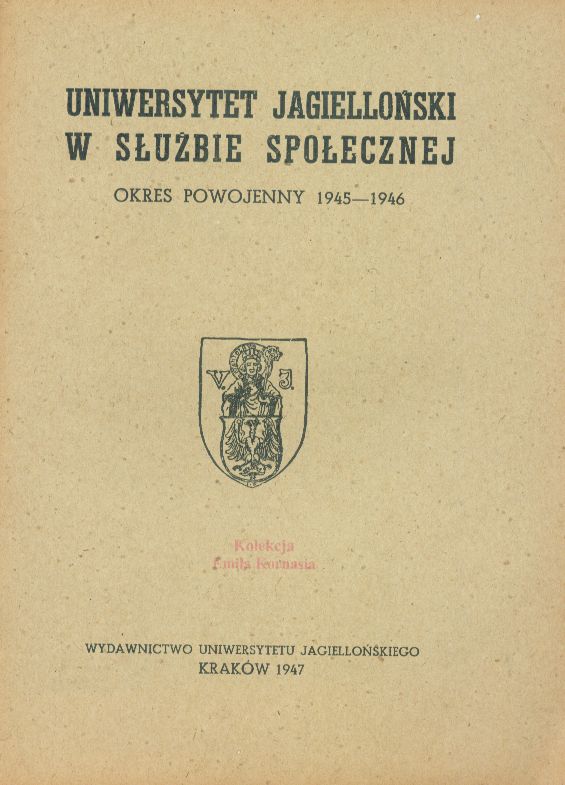 UNIWERSYTET JAGIELLOŃSKI
W SŁUŻBIE SPOŁECZNEJ
OKRES POWOJENNY 1945—1946
V. J.
Kolekcja
Emila Kornasia
WYDAWNICTWO UNIWERSYTETU JAGIELLOŃSKIEGO
KRAKÓW 1947